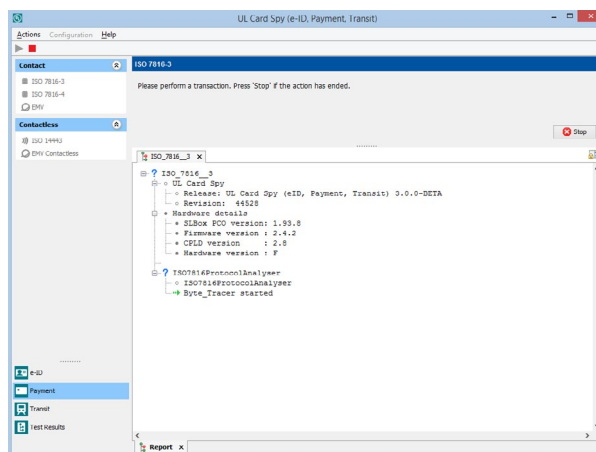 UL Card Spy (e-ID, Payment, Transit)
Actions Configuration Help
Contact
ISO 7816-3
ISO 7816-4
EMV
Contactless
ISO 14443
EMV Contactless
e-ID
Payment
Transit
Test Results
ISO 7816-3
Please perform a transaction. Press 'Stop' if the action has ended.
Stop
ISO_7816__3 x
ISO_7816__3
UL Card Spy
Release: UL Card Spy (eID, Payment, Transit) 3.0.0-BETA
Revision: 44528
Hardware details
SLBox PCO version: 1.93.8
Firmware version : 2.4.2
CPLD version : 2.8
Hardware version : F
ISO7816ProtocolAnalyser
ISO7816ProtocolAnalyser
Byte_Tracer started
Report x